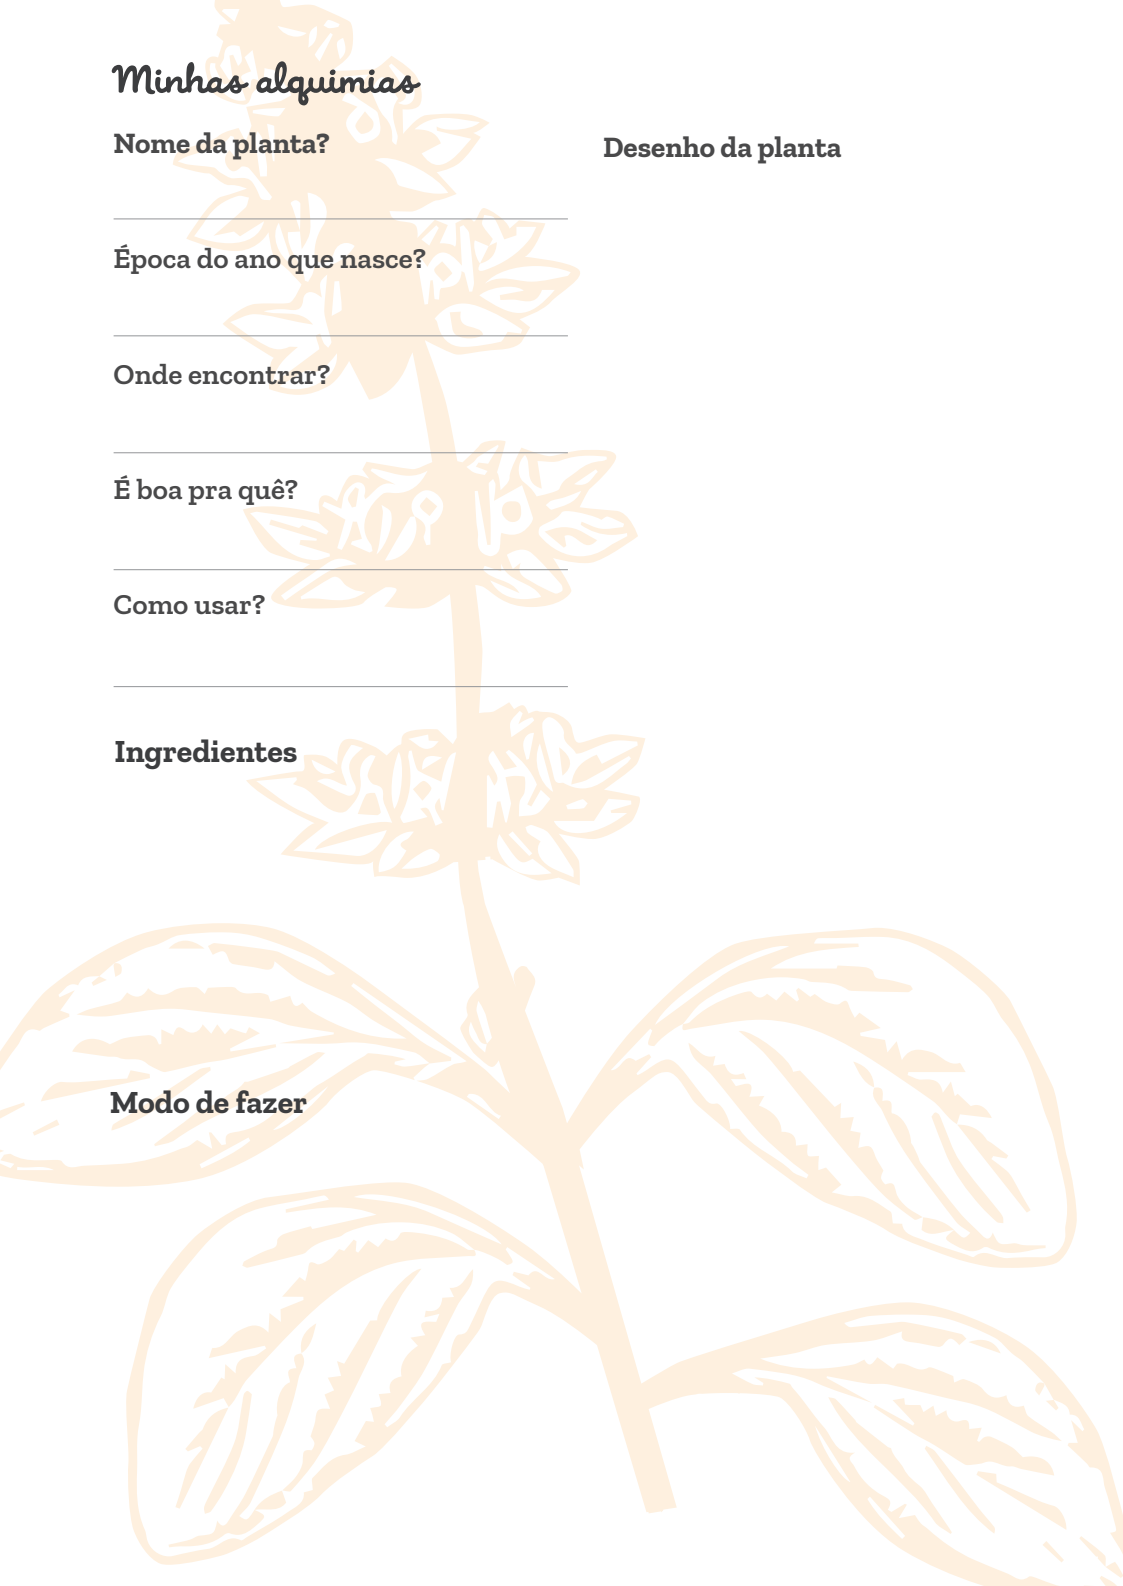 Minhas alquimias
Nome da planta?
Desenho da planta
Época do ano que nasce?
Onde encontrar?
É boa pra quê?
Como usar?
Ingredientes
Modo de fazer